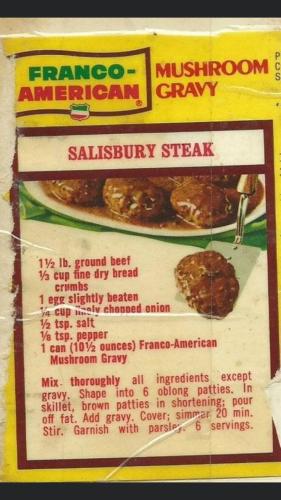 FRANCO-AMERICAN®
MUSHROOM GRAVY
SALISBURY STEAK
1½ lb. ground beef
⅓ cup fine dry bread
crumbs
1 egg slightly beaten
¼ cup finely chopped onion
½ tsp. salt
⅛ tsp. pepper
1 can (10½ ounces) Franco-American
Mushroom Gravy
Mix thoroughly all ingredients except
gravy. Shape into 6 oblong patties. In
skillet, brown patties in shortening; pour
off fat. Add gravy. Cover; simmer 20 min.
Stir. Garnish with parsley. 6 servings.